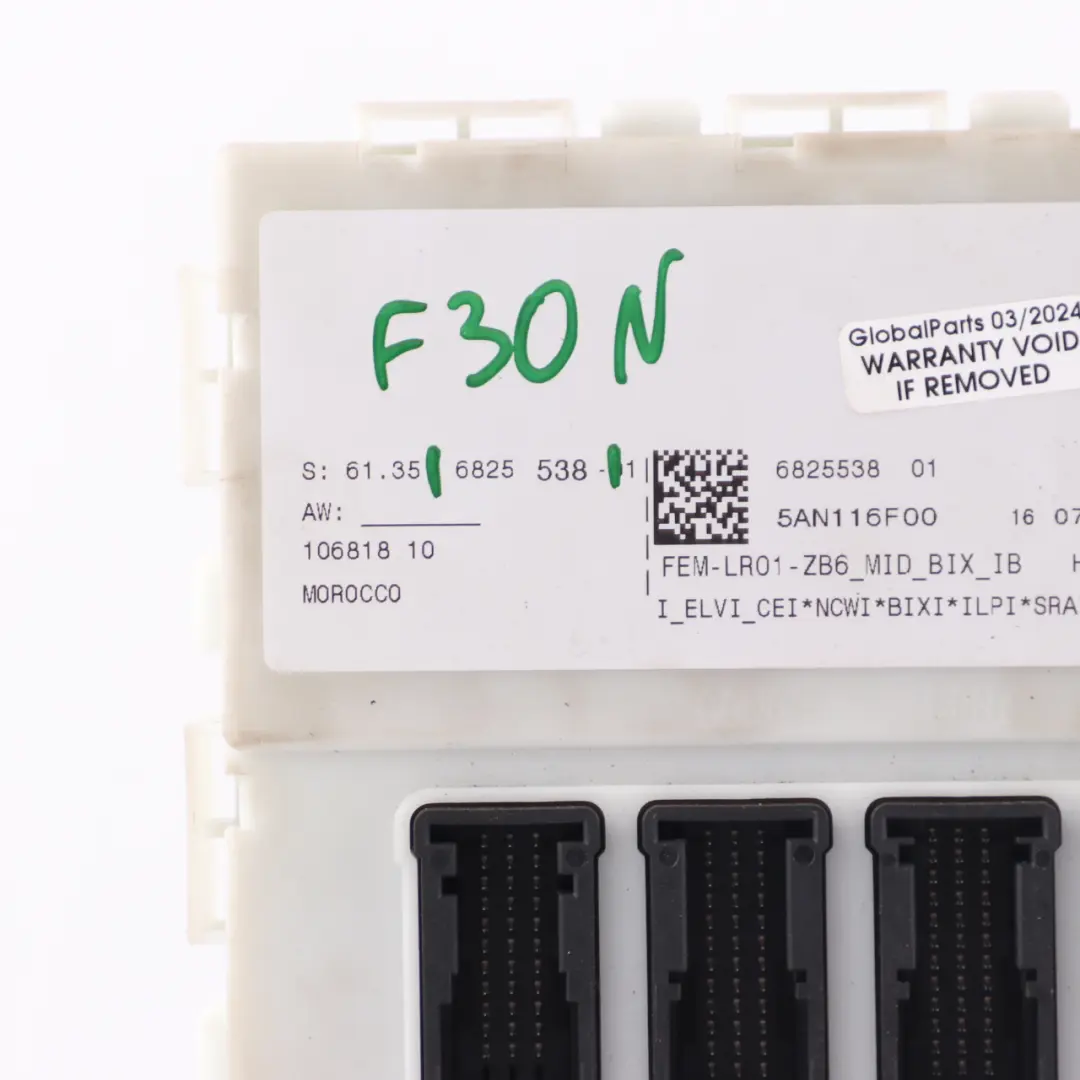 F30N
GlobalParts 03/2024
WARRANTY VOID
IF REMOVED
S: 61.35 6825 538 - 1
AW:
106818 10
MOROCCO
6825538 01
5AN116F00 16 07
FEM-LR01-ZB6_MID_BIX_IB H
I_ELVI_CEI*NCWI*BIXI*ILPI*SRA